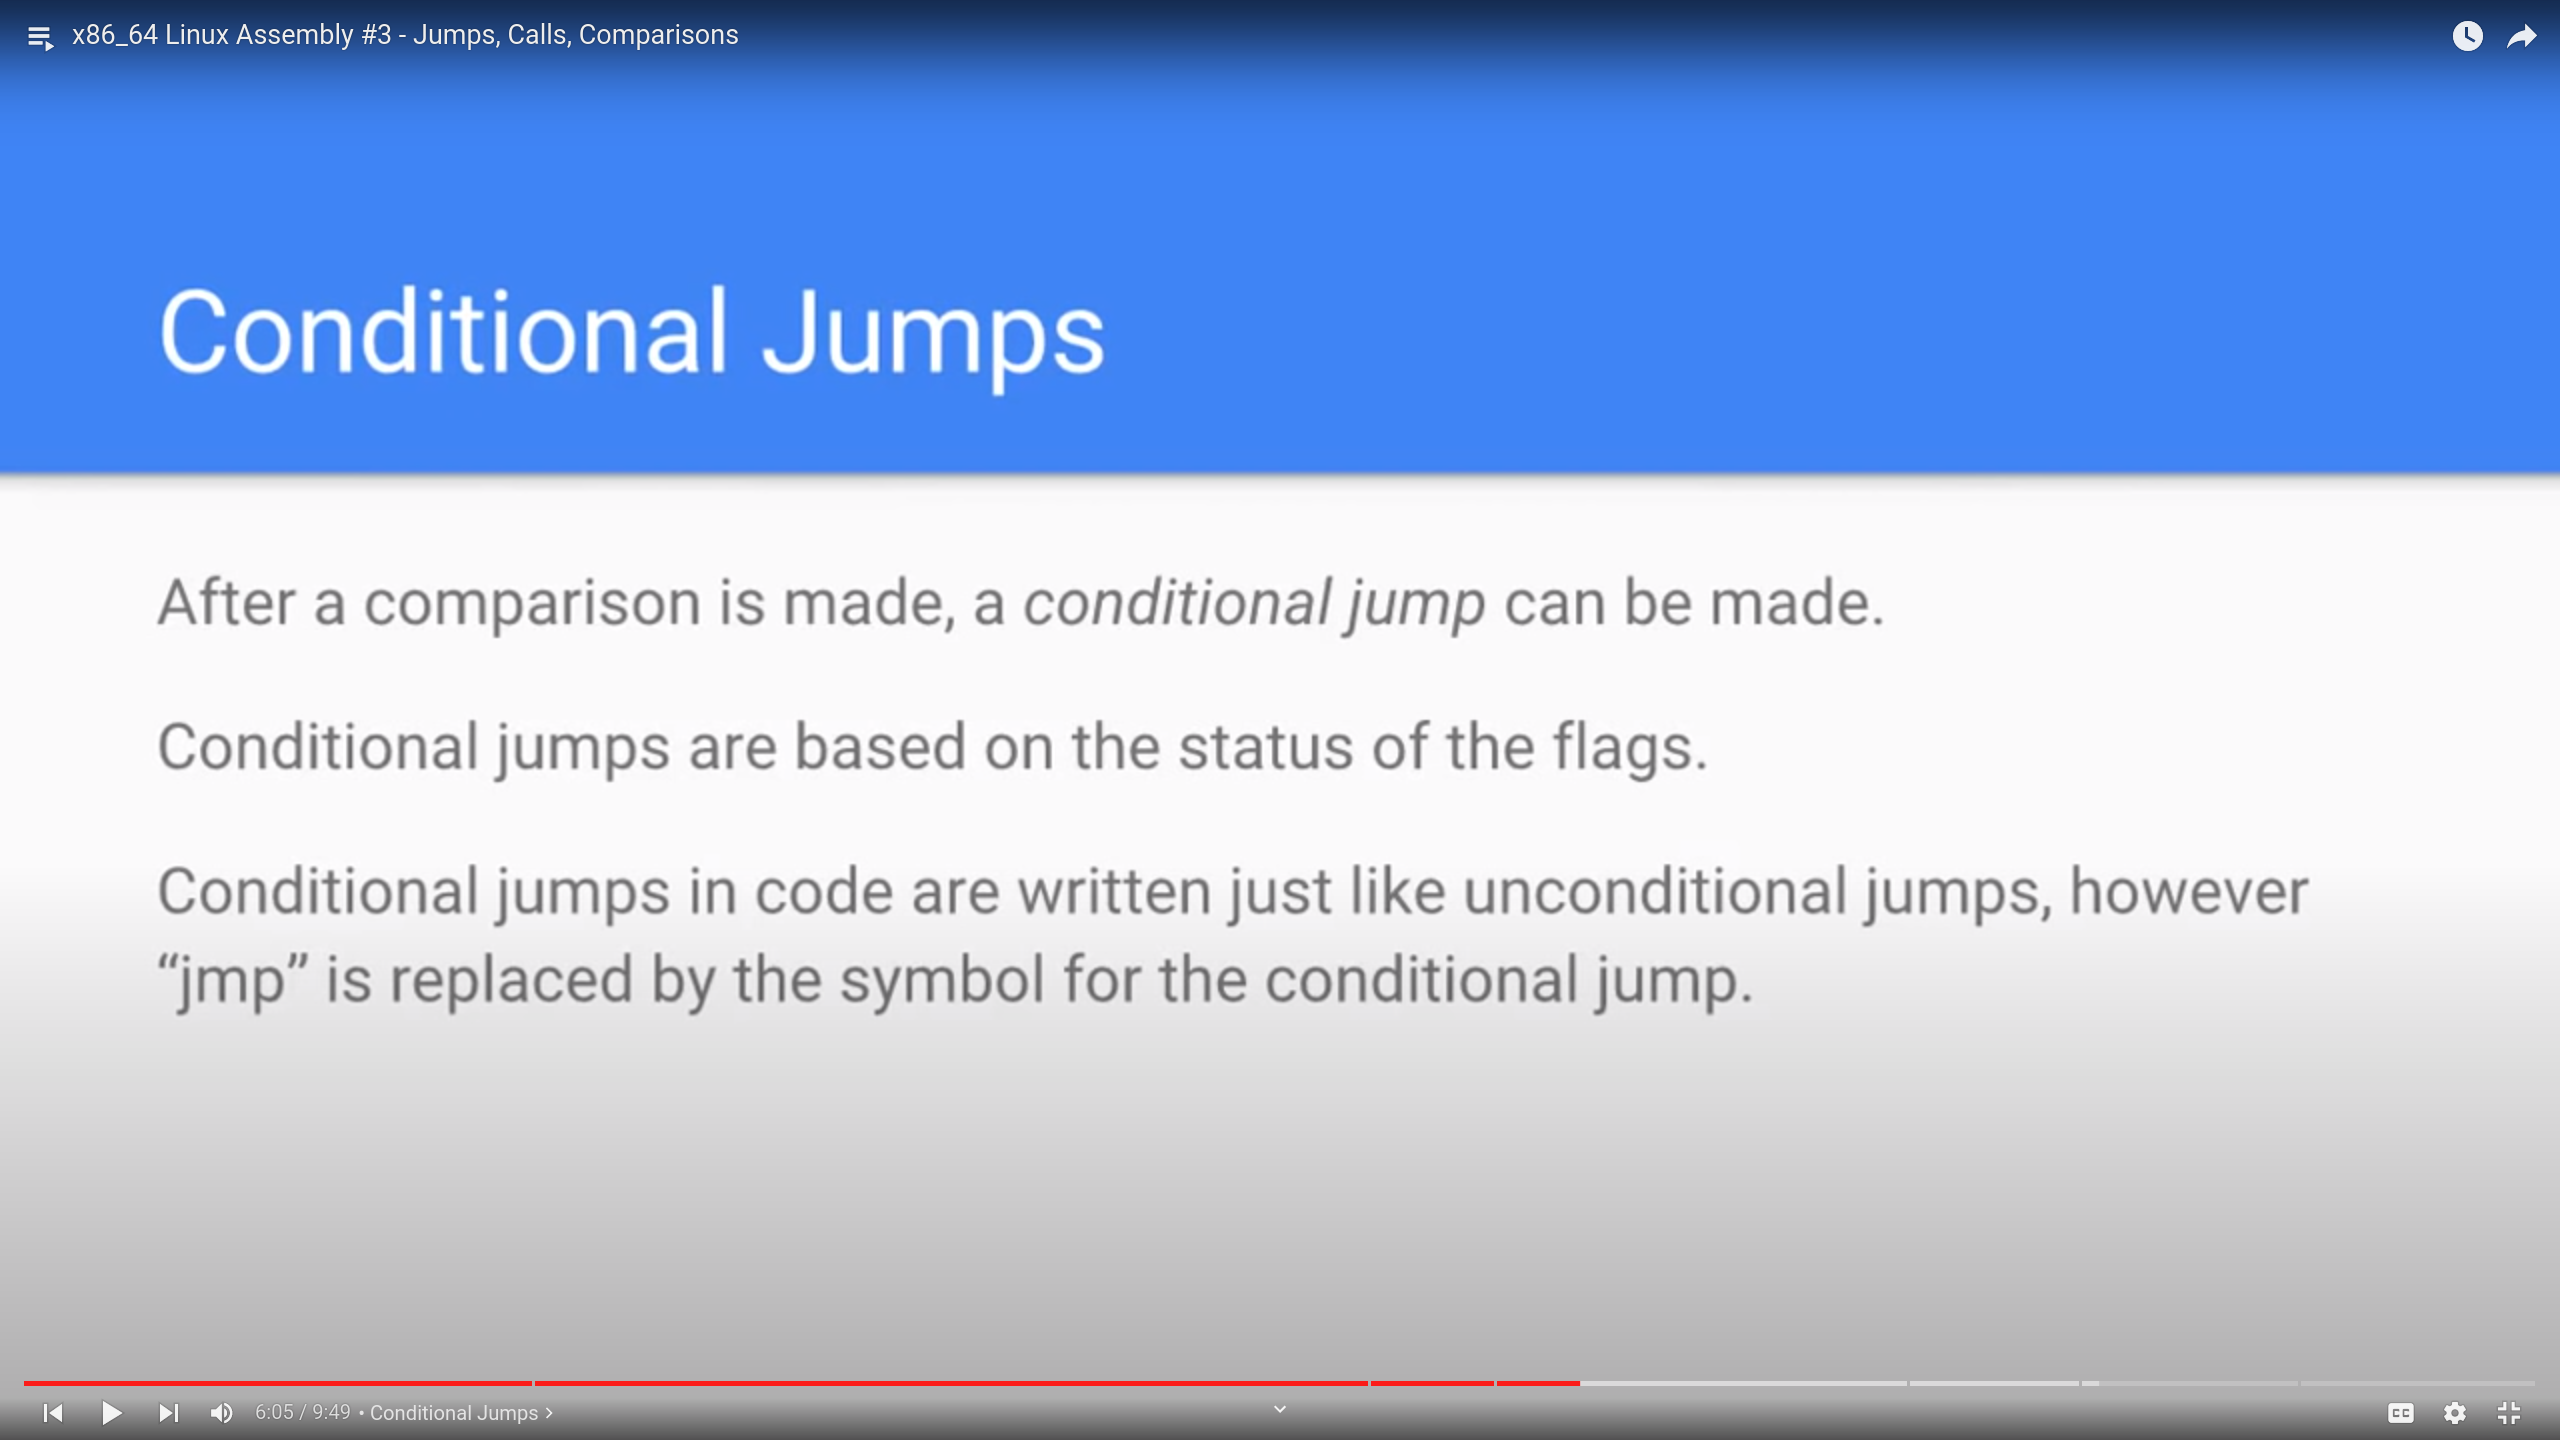 x86_64 Linux Assembly #3 - Jumps, Calls, Comparisons
Conditional Jumps
After a comparison is made, a conditional jump can be made.
Conditional jumps are based on the status of the flags.
Conditional jumps in code are written just like unconditional jumps, however
“jmp” is replaced by the symbol for the conditional jump.
6:05 / 9:49 • Conditional Jumps
CC